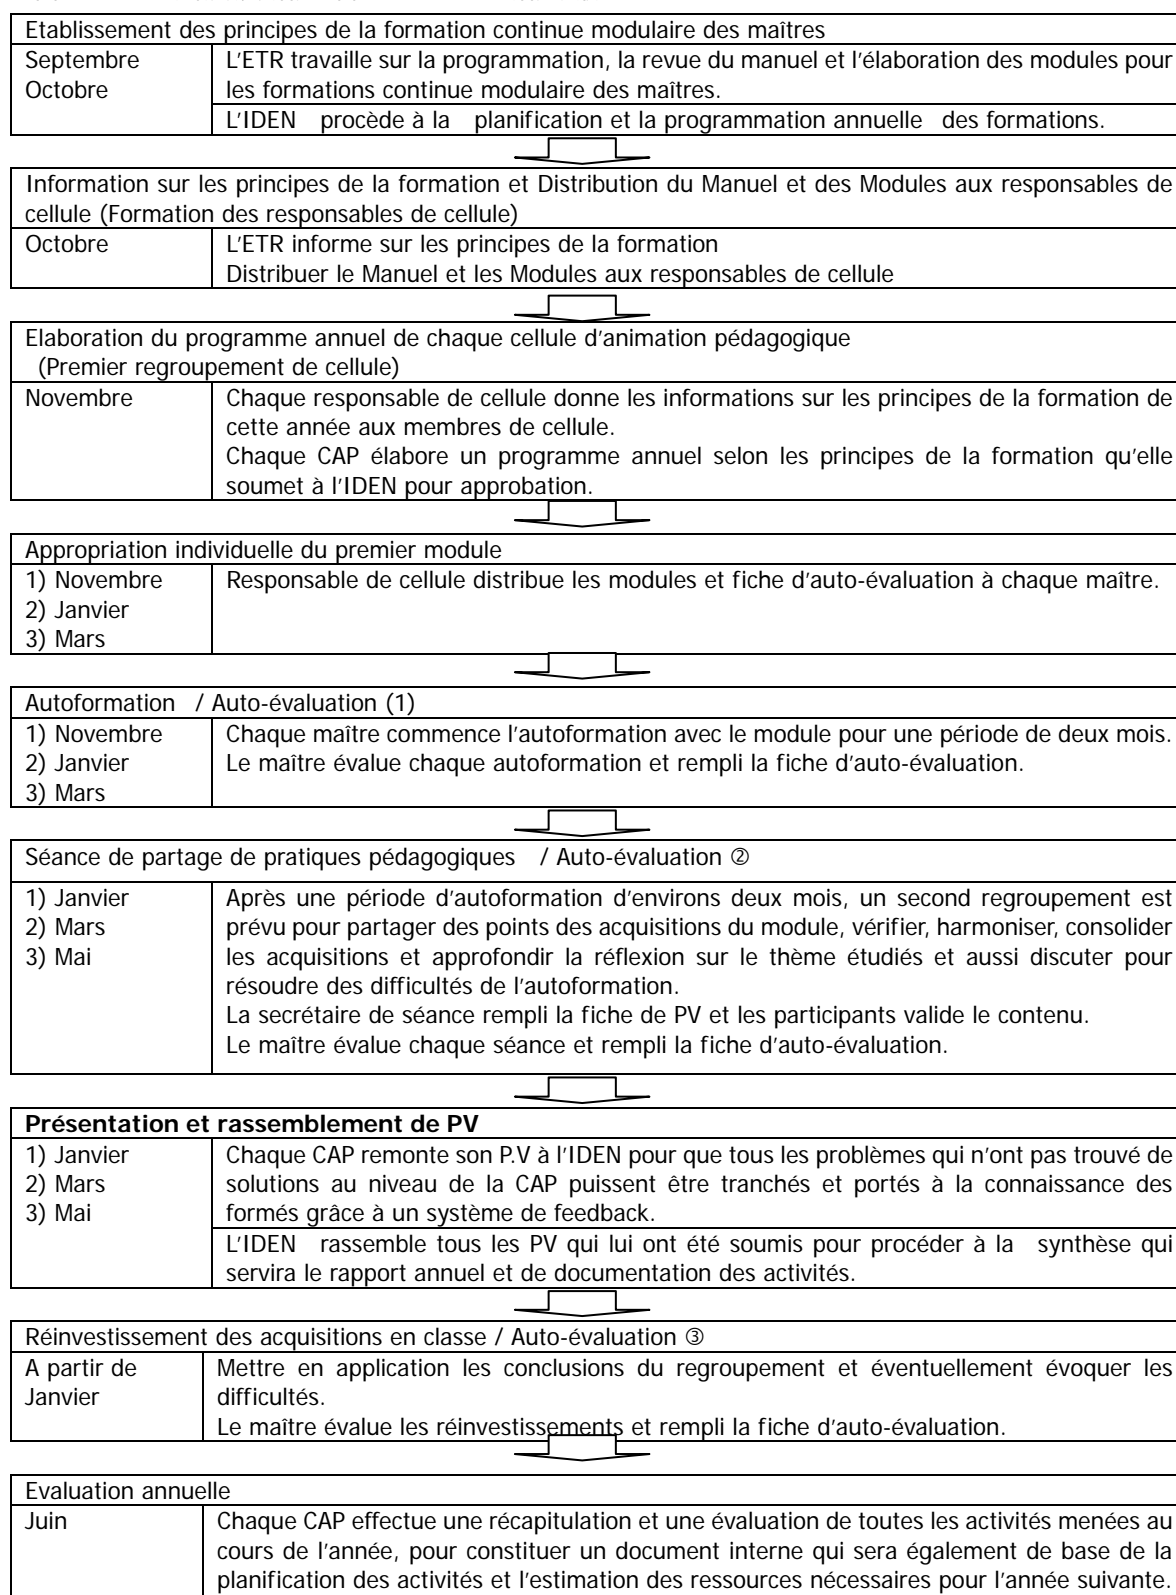 Etablissement des principes de la formation continue modulaire des maîtres
Septembre
Octobre
L'ETR travaille sur la programmation, la revue du manuel et l'élaboration des modules pour
les formations continue modulaire des maîtres.
L'IDEN procède à la planification et la programmation annuelle des formations.
Information sur les principes de la formation et Distribution du Manuel et des Modules aux responsables de
cellule (Formation des responsables de cellule)
Octobre
L'ETR informe sur les principes de la formation
Distribuer le Manuel et les Modules aux responsables de cellule
Elaboration du programme annuel de chaque cellule d'animation pédagogique
(Premier regroupement de cellule)
Novembre
Chaque responsable de cellule donne les informations sur les principes de la formation de
cette année aux membres de cellule.
Chaque CAP élabore un programme annuel selon les principes de la formation qu'elle
soumet à l'IDEN pour approbation.
Appropriation individuelle du premier module
1) Novembre
2) Janvier
3) Mars
Responsable de cellule distribue les modules et fiche d'auto-évaluation à chaque maître.
Autoformation / Auto-évaluation (1)
1) Novembre
2) Janvier
3) Mars
Chaque maître commence l'autoformation avec le module pour une période de deux mois.
Le maître évalue chaque autoformation et rempli la fiche d'auto-évaluation.
Séance de partage de pratiques pédagogiques / Auto-évaluation ②
1) Janvier
2) Mars
3) Mai
Après une période d'autoformation d'environs deux mois, un second regroupement est
prévu pour partager des points des acquisitions du module, vérifier, harmoniser, consolider
les acquisitions et approfondir la réflexion sur le thème étudiés et aussi discuter pour
résoudre des difficultés de l'autoformation.
La secrétaire de séance rempli la fiche de PV et les participants valide le contenu.
Le maître évalue chaque séance et rempli la fiche d'auto-évaluation.
Présentation et rassemblement de PV
1) Janvier
2) Mars
3) Mai
Chaque CAP remonte son P.V à l'IDEN pour que tous les problèmes qui n'ont pas trouvé de
solutions au niveau de la CAP puissent être tranchés et portés à la connaissance des
formés grâce à un système de feedback.
L'IDEN rassemble tous les PV qui lui ont été soumis pour procéder à la synthèse qui
servira le rapport annuel et de documentation des activités.
Réinvestissement des acquisitions en classe / Auto-évaluation ③
A partir de
Janvier
Mettre en application les conclusions du regroupement et éventuellement évoquer les
difficultés.
Le maître évalue les réinvestissements et rempli la fiche d'auto-évaluation.
Evaluation annuelle
Juin
Chaque CAP effectue une récapitulation et une évaluation de toutes les activités menées au
cours de l'année, pour constituer un document interne qui sera également de base de la
planification des activités et l'estimation des ressources nécessaires pour l'année suivante.